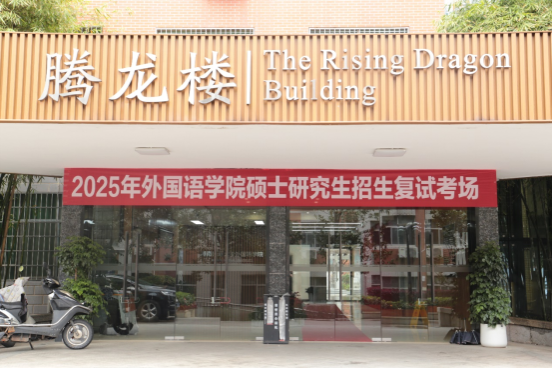 腾龙楼
The Rising Dragon
Building
2025年外国语学院硕士研究生招生复试考场